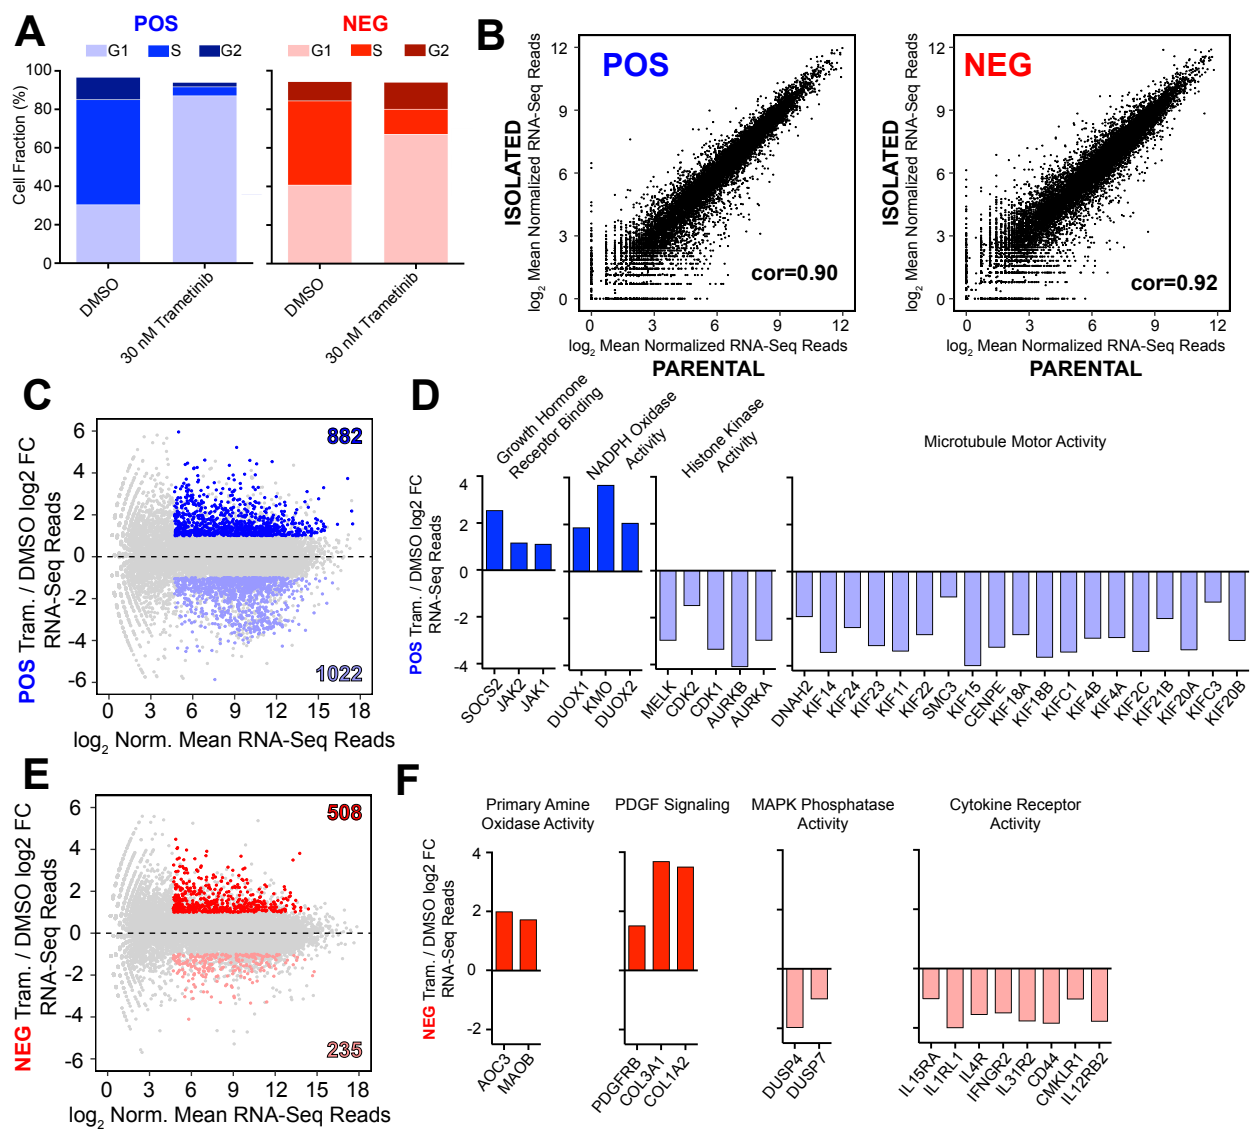 A
POS
NEG
G1 S G2
G1 S G2
Cell Fraction (%)
100
80
60
40
20
0
DMSO
30 nM Trametinib
DMSO
30 nM Trametinib
B
ISOLATED
log2 Mean Normalized RNA-Seq Reads
12
9
6
3
0
POS
cor=0.90
0 3 6 9 12
log2 Mean Normalized RNA-Seq Reads
PARENTAL
ISOLATED
log2 Mean Normalized RNA-Seq Reads
12
9
6
3
0
NEG
cor=0.92
0 3 6 9 12
log2 Mean Normalized RNA-Seq Reads
PARENTAL
C
POS Tram. / DMSO log2 FC
RNA-Seq Reads
6
4
2
0
-2
-4
-6
882
1022
0 3 6 9 12 15 18
log2 Norm. Mean RNA-Seq Reads
D
Growth Hormone
Receptor Binding
NADPH Oxidase
Activity
Histone Kinase
Activity
Microtubule Motor Activity
POS Tram. / DMSO log2 FC
RNA-Seq Reads
4
2
0
-2
-4
SOCS2
JAK2
JAK1
DUOX1
KMO
DUOX2
MELK
CDK2
CDK1
AURKB
AURKA
DNAH2
KIF14
KIF24
KIF23
KIF11
KIF22
SMC3
KIF15
CENPE
KIF18A
KIF18B
KIFC1
KIF4B
KIF4A
KIF2C
KIF21B
KIF20A
KIFC3
KIF20B
E
NEG Tram. / DMSO log2 FC
RNA-Seq Reads
6
4
2
0
-2
-4
-6
508
235
0 3 6 9 12 15 18
log2 Norm. Mean RNA-Seq Reads
F
Primary Amine
Oxidase Activity
PDGF Signaling
MAPK Phosphatase
Activity
Cytokine Receptor
Activity
NEG Tram. / DMSO log2 FC
RNA-Seq Reads
4
2
0
-2
AOC3
MAOB
PDGFRB
COL3A1
COL1A2
DUSP4
DUSP7
IL15RA
IL1RL1
IL4R
IFNGR2
IL31R2
CD44
CMKLR1
IL12RB2